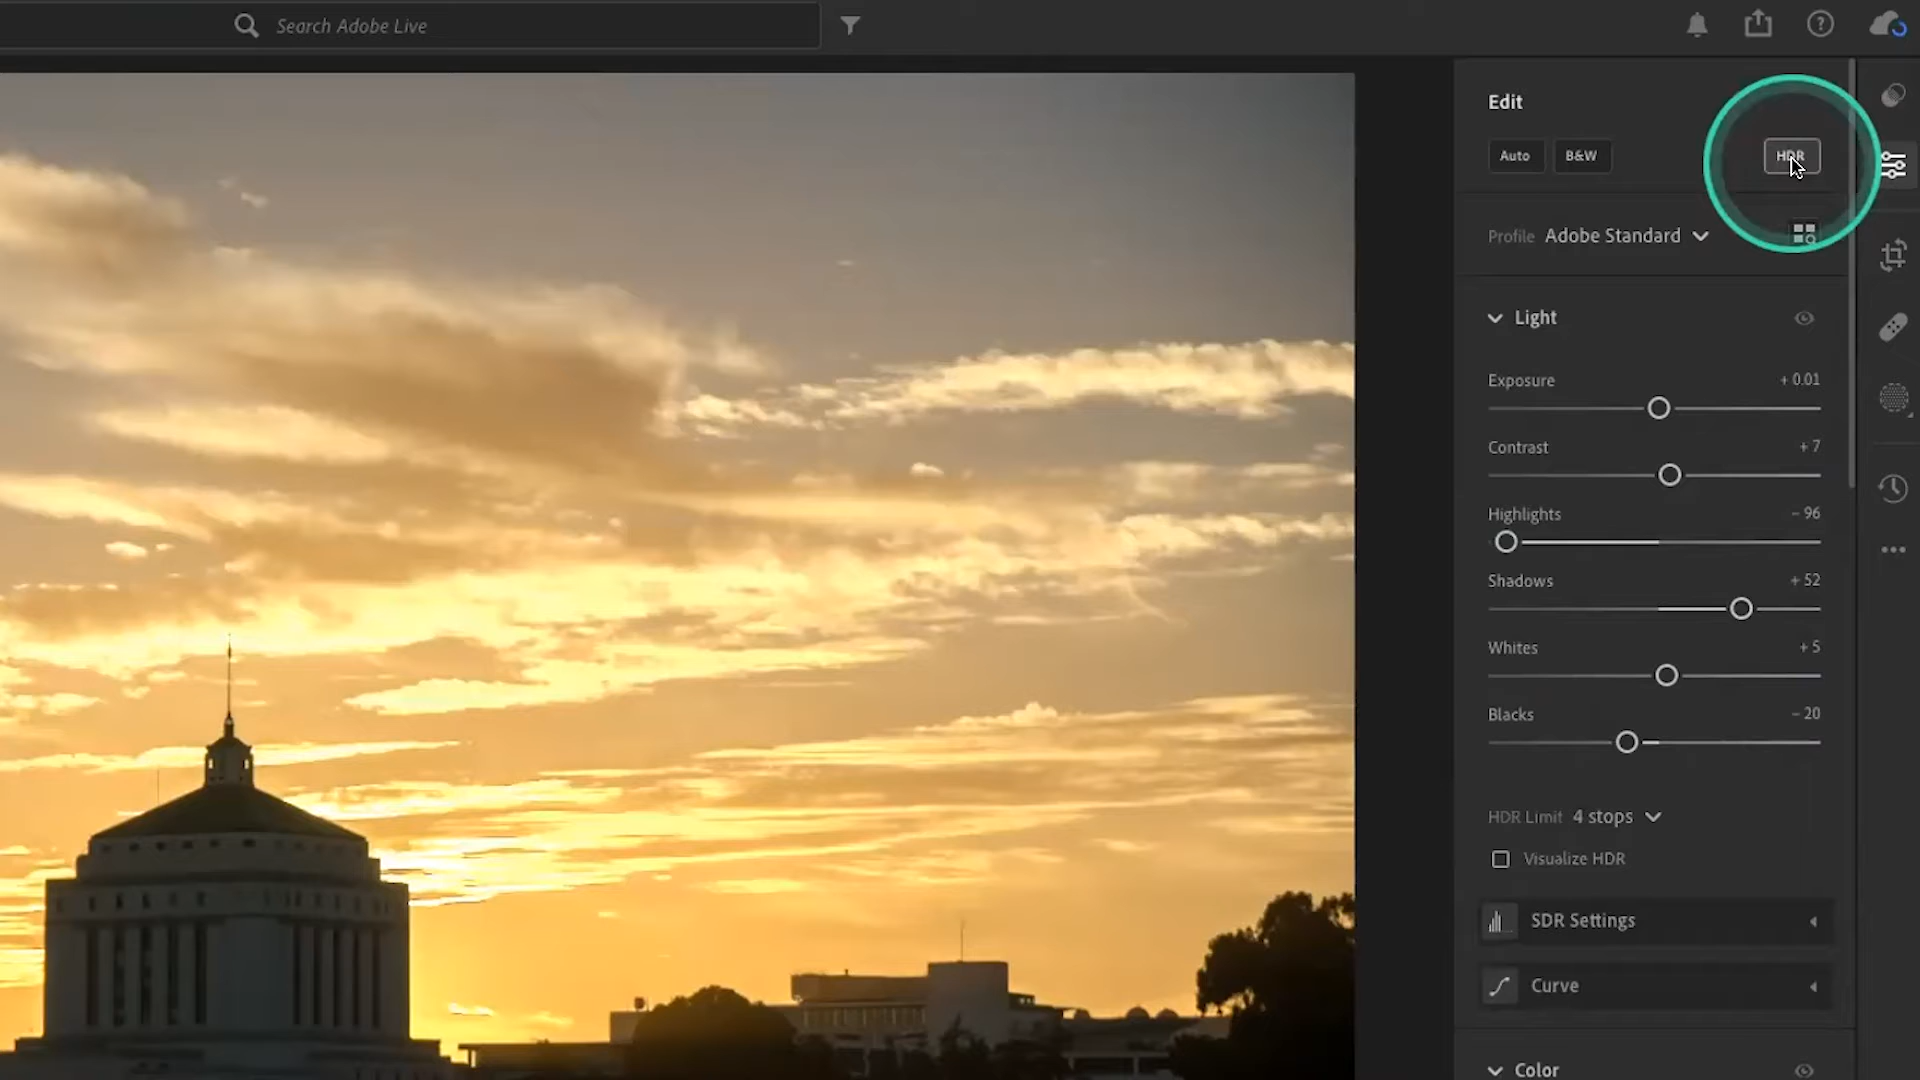 Search Adobe Live
Edit
Auto B&W HDR
Profile Adobe Standard
Light
Exposure + 0.01
Contrast + 7
Highlights – 96
Shadows + 52
Whites + 5
Blacks – 20
HDR Limit 4 stops
Visualize HDR
SDR Settings
Curve
Color